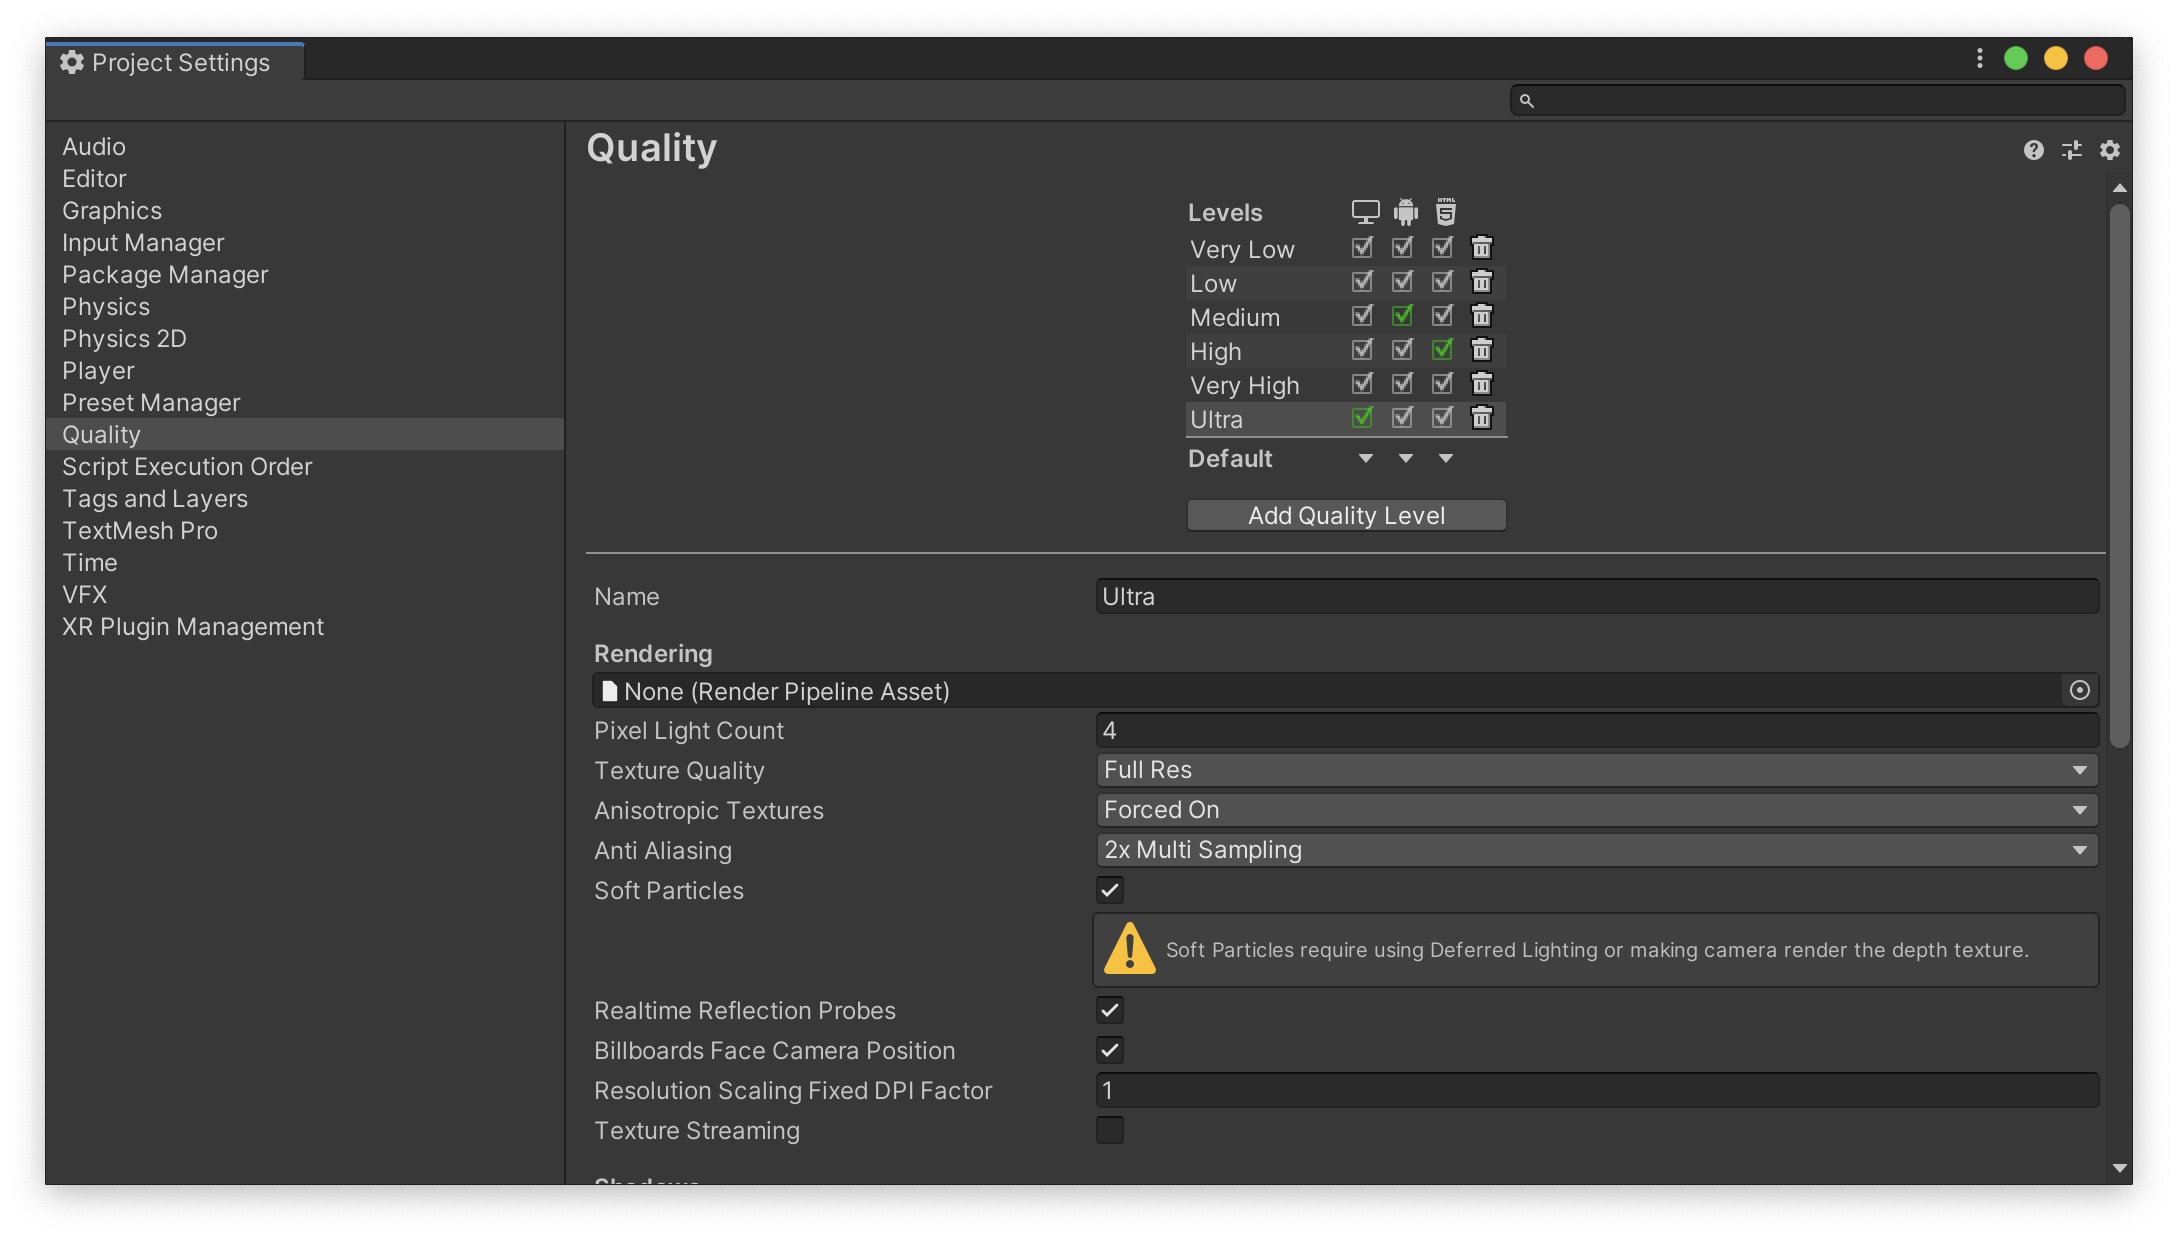 Project Settings
Audio
Editor
Graphics
Input Manager
Package Manager
Physics
Physics 2D
Player
Preset Manager
Quality
Script Execution Order
Tags and Layers
TextMesh Pro
Time
VFX
XR Plugin Management
Quality
Levels HTML 5
Very Low
Low
Medium
High
Very High
Ultra
Default
Add Quality Level
Name Ultra
Rendering
None (Render Pipeline Asset)
Pixel Light Count 4
Texture Quality Full Res
Anisotropic Textures Forced On
Anti Aliasing 2x Multi Sampling
Soft Particles
Soft Particles require using Deferred Lighting or making camera render the depth texture.
Realtime Reflection Probes
Billboards Face Camera Position
Resolution Scaling Fixed DPI Factor 1
Texture Streaming
Shadows